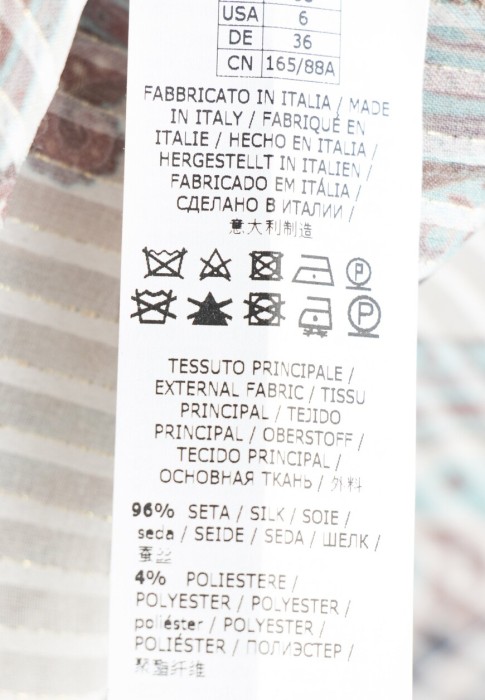 USA 6
DE 36
CN 165/88A
FABBRICATO IN ITALIA / MADE
IN ITALY / FABRIQUÉ EN
ITALIE / HECHO EN ITALIA /
HERGESTELLT IN ITALIEN /
FABRICADO EM ITÁLIA /
СДЕЛАНО В ИТАЛИИ /
意大利制造
P
P
TESSUTO PRINCIPALE /
EXTERNAL FABRIC / TISSU
PRINCIPAL / TEJIDO
PRINCIPAL / OBERSTOFF /
TECIDO PRINCIPAL /
ОСНОВНАЯ ТКАНЬ / 外料
96% SETA / SILK / SOIE /
seda / SEIDE / SEDA / ШЕЛК /
蚕丝
4% POLIESTERE /
POLYESTER / POLYESTER /
poliéster / POLYESTER /
POLIÉSTER / ПОЛИЭСТЕР /
聚酯纤维